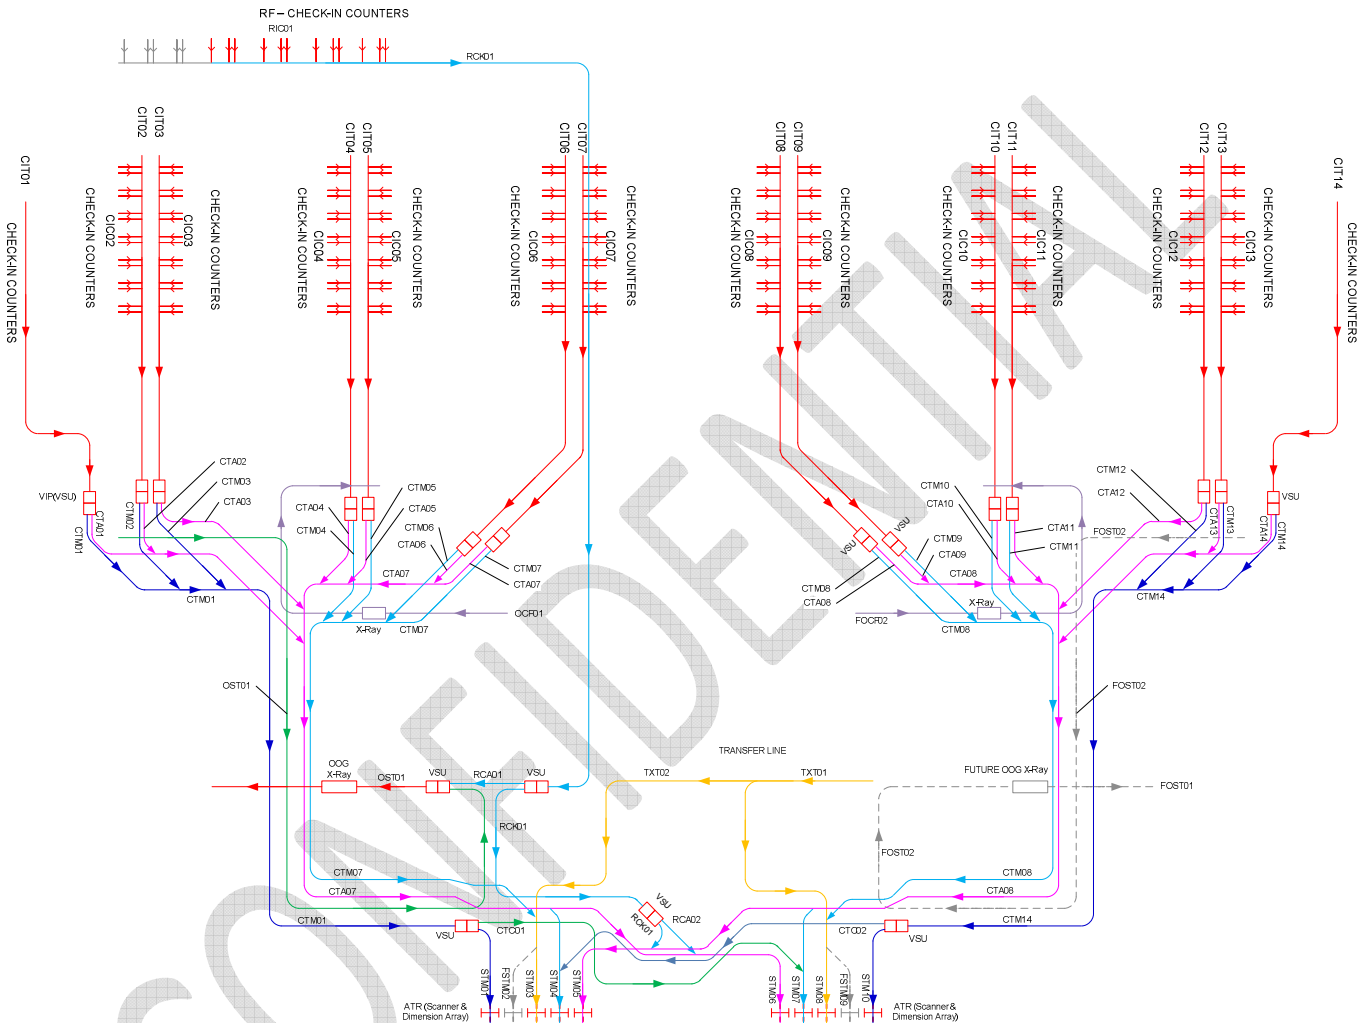 RF – CHECK-IN COUNTERS
RIC01
RCK01
CIT01
CHECK-IN COUNTERS
CIT02
CIT03
CHECK-IN COUNTERS
CIC02
CIC03
CHECK-IN COUNTERS
CIT04
CIT05
CHECK-IN COUNTERS
CIC04
CIC05
CHECK-IN COUNTERS
CIT06
CIT07
CHECK-IN COUNTERS
CIC06
CIC07
CHECK-IN COUNTERS
CIT08
CIT09
CHECK-IN COUNTERS
CIC08
CIC09
CHECK-IN COUNTERS
CIT10
CIT11
CHECK-IN COUNTERS
CIC10
CIC11
CHECK-IN COUNTERS
CIT12
CIT13
CHECK-IN COUNTERS
CIC12
CIC13
CHECK-IN COUNTERS
CIT14
CHECK-IN COUNTERS
VIP(VSU)
CTA01
CTM01
CTM02
CTA02
CTM03
CTA03
CTM01
CTA04
CTM04
CTM05
CTA05
CTM06
CTA06
CTM07
CTA07
CTA07
X-Ray
CTM07
OCF01
VSU
VSU
CTM09
CTA09
CTM08
CTA08
CTA08
CTM08
FOCF02
X-Ray
CTM10
CTA10
CTA11
CTM11
CTM12
CTA12
FOST02
CTA13
CTM13
VSU
CTA14
CTM14
CTM14
OST01
FOST02
OOG
X-Ray
OST01
VSU
RCA01
VSU
RCK01
TRANSFER LINE
TXT02
TXT01
FUTURE OOG X-Ray
FOST01
FOST02
CTM07
CTA07
CTM01
VSU
CTC01
VSU
RCK01
RCA02
CTM08
CTA08
CTC02
VSU
CTM14
STM01
FSTM02
STM03
STM04
STM05
STM06
STM07
STM08
FSTM09
STM10
ATR (Scanner &
Dimension Array)
ATR (Scanner &
Dimension Array)
CONFIDENTIAL